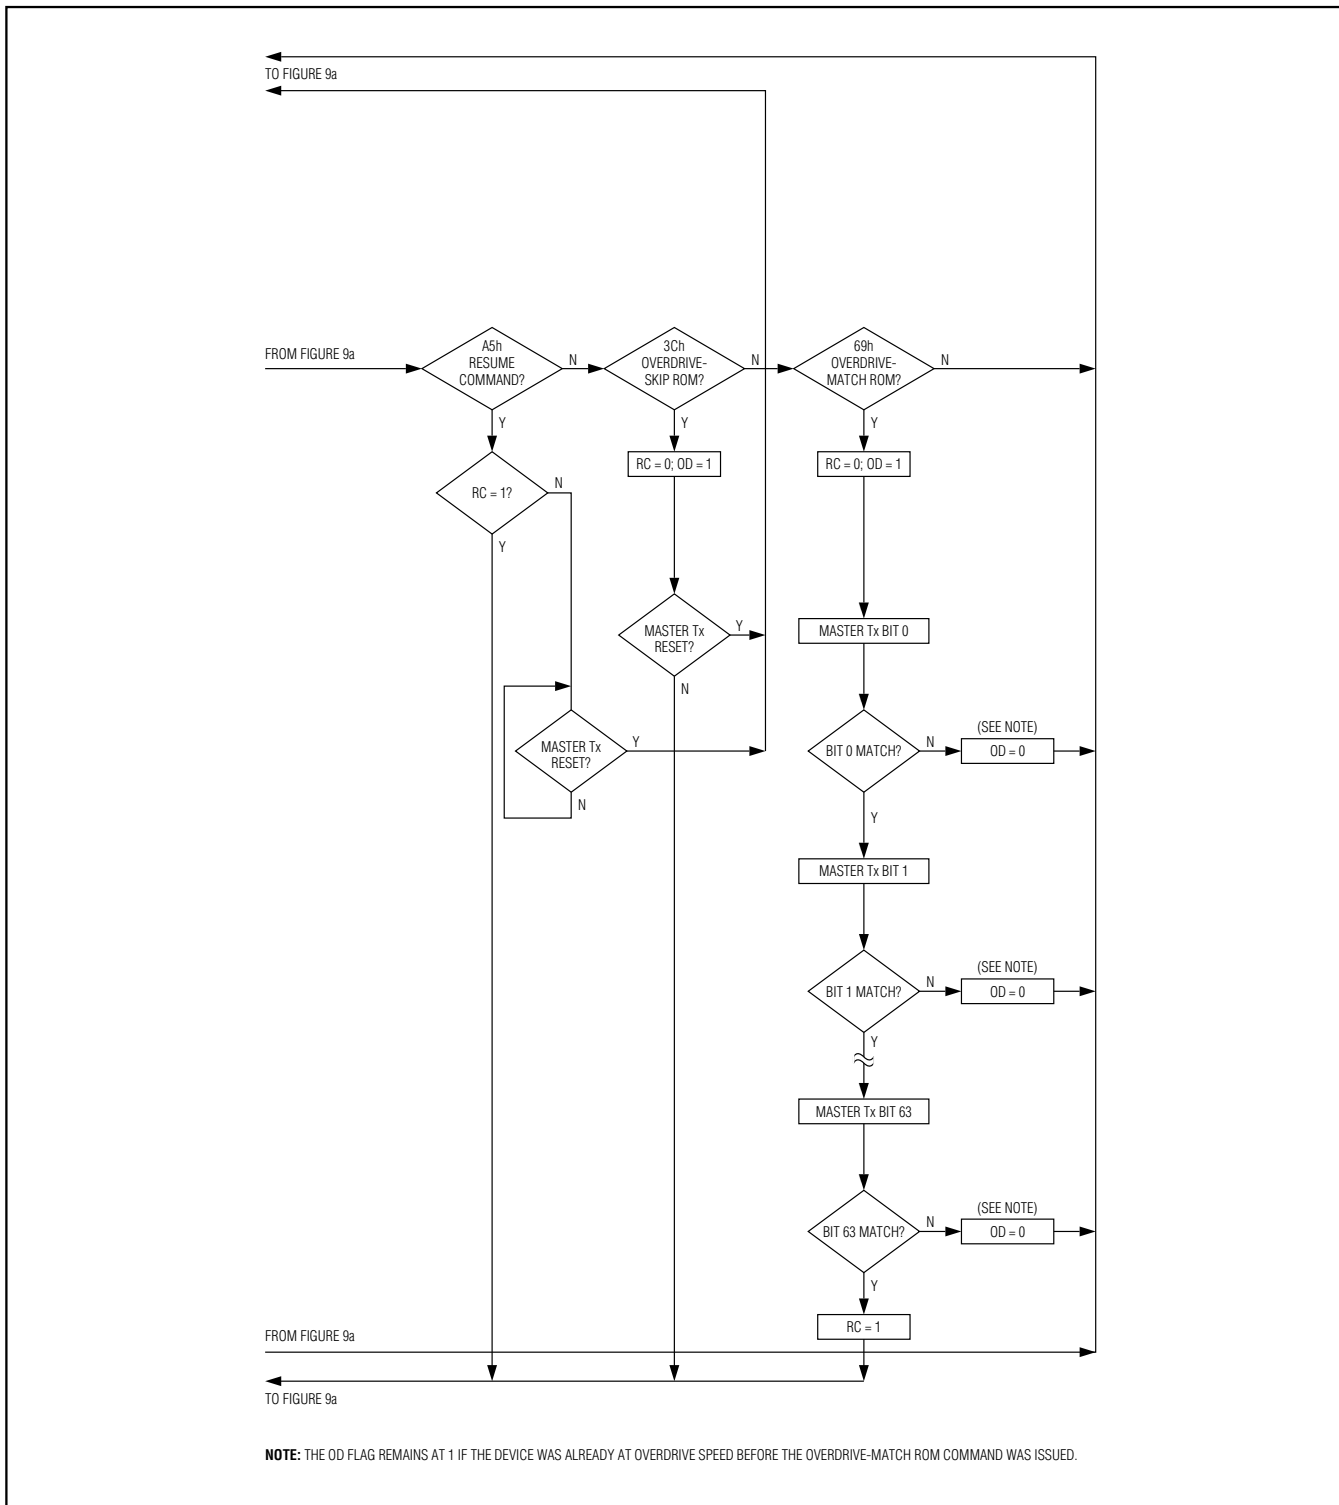 TO FIGURE 9a
FROM FIGURE 9a
A5h
RESUME
COMMAND?
N
3Ch
OVERDRIVE-
SKIP ROM?
N
69h
OVERDRIVE-
MATCH ROM?
N
Y
Y
Y
RC = 1?
N
RC = 0; OD = 1
RC = 0; OD = 1
Y
MASTER Tx
RESET?
Y
N
MASTER Tx BIT 0
MASTER Tx
RESET?
Y
N
BIT 0 MATCH?
N
(SEE NOTE)
OD = 0
Y
MASTER Tx BIT 1
BIT 1 MATCH?
N
(SEE NOTE)
OD = 0
Y
MASTER Tx BIT 63
BIT 63 MATCH?
N
(SEE NOTE)
OD = 0
Y
RC = 1
FROM FIGURE 9a
TO FIGURE 9a
NOTE: THE OD FLAG REMAINS AT 1 IF THE DEVICE WAS ALREADY AT OVERDRIVE SPEED BEFORE THE OVERDRIVE-MATCH ROM COMMAND WAS ISSUED.